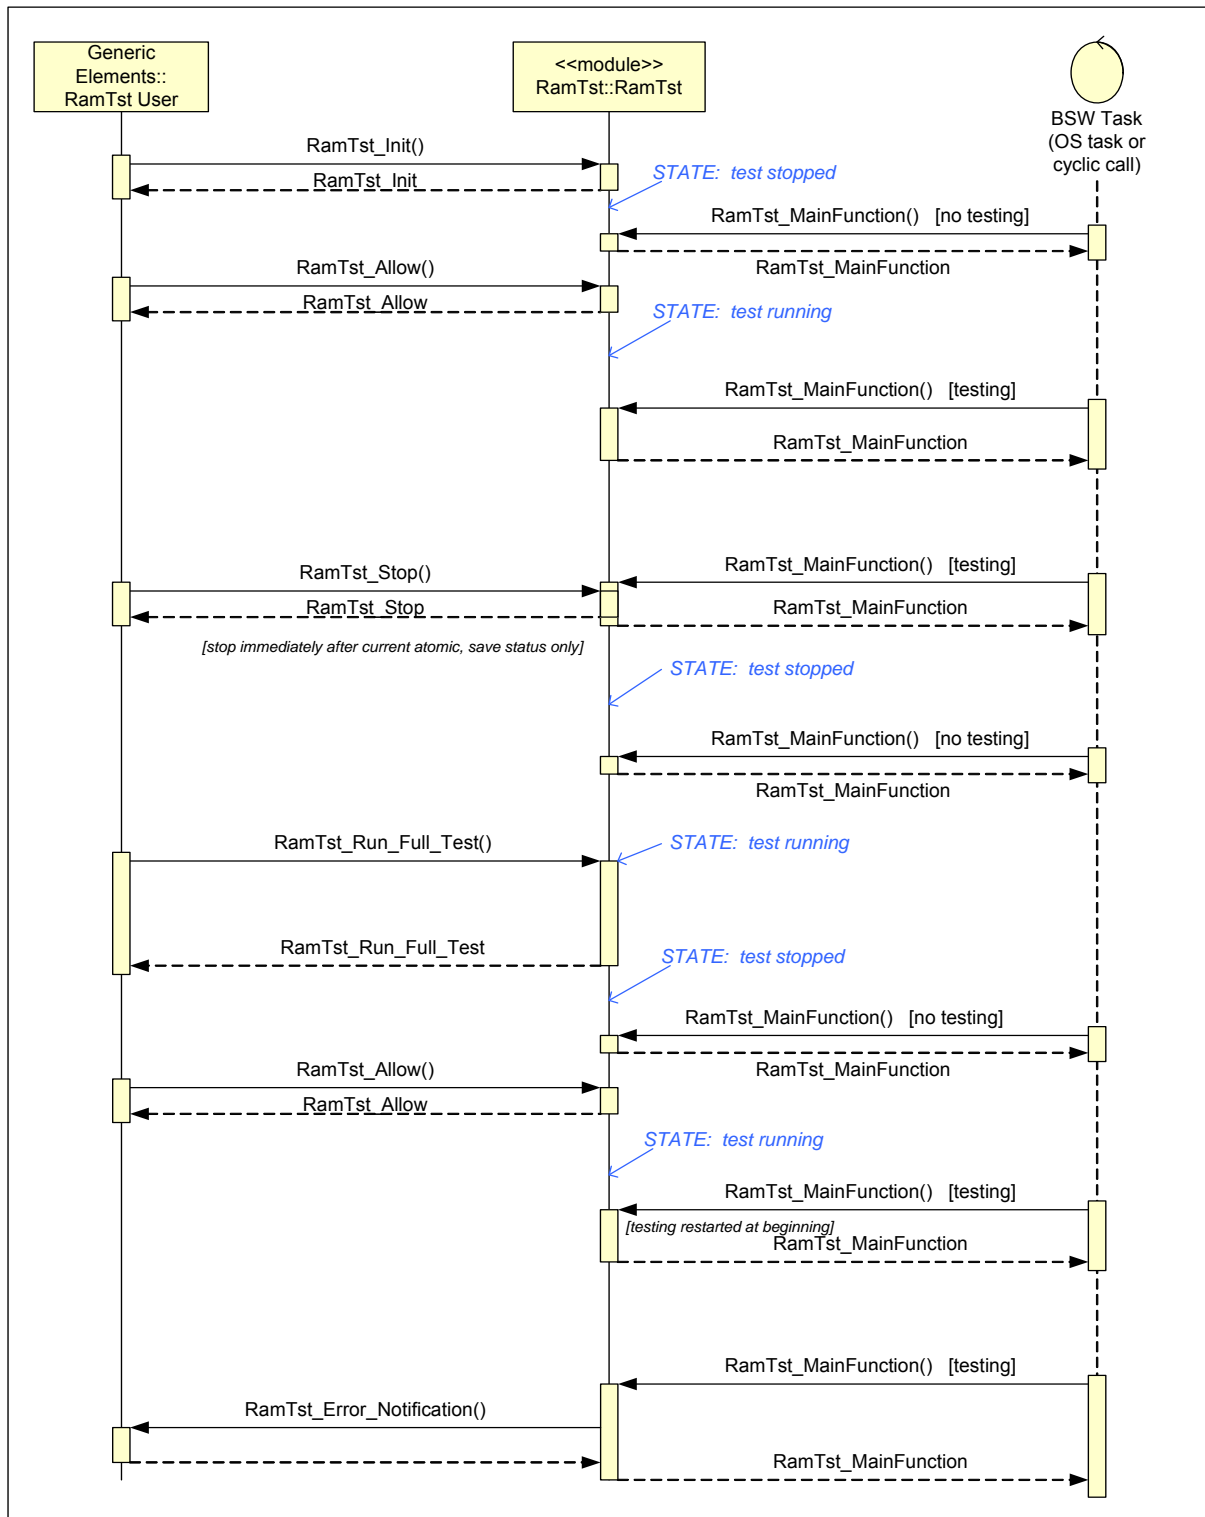 Generic
Elements::
RamTst User
<<module>>
RamTst::RamTst
BSW Task
(OS task or
cyclic call)
RamTst_Init()
RamTst_Init
STATE:  test stopped
RamTst_MainFunction()   [no testing]
RamTst_MainFunction
RamTst_Allow()
RamTst_Allow
STATE:  test running
RamTst_MainFunction()   [testing]
RamTst_MainFunction
RamTst_Stop()
RamTst_MainFunction()   [testing]
RamTst_Stop
RamTst_MainFunction
[stop immediately after current atomic, save status only]
STATE:  test stopped
RamTst_MainFunction()   [no testing]
RamTst_MainFunction
RamTst_Run_Full_Test()
STATE:  test running
RamTst_Run_Full_Test
STATE:  test stopped
RamTst_MainFunction()   [no testing]
RamTst_MainFunction
RamTst_Allow()
RamTst_Allow
STATE:  test running
RamTst_MainFunction()   [testing]
[testing restarted at beginning]
RamTst_MainFunction
RamTst_MainFunction()   [testing]
RamTst_Error_Notification()
RamTst_MainFunction